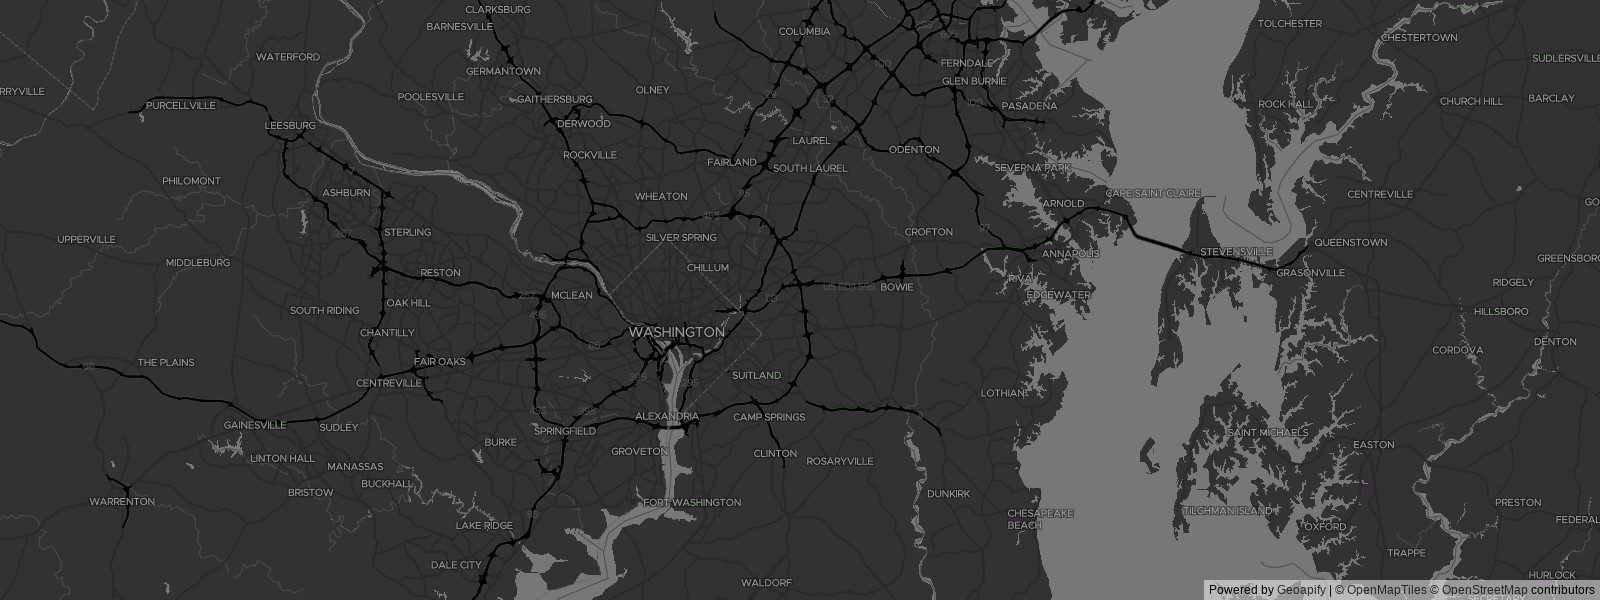 CLARKSBURG
BARNESVILLE
COLUMBIA
TOLCHESTER
CHESTERTOWN
WATERFORD
GERMANTOWN
FERNDALE
SUDLERSVILLE
RRYVILLE
POOLESVILLE
OLNEY
GLEN BURNIE
PURCELLVILLE
GAITHERSBURG
PASADENA
ROCK HALL
CHURCH HILL
BARCLAY
LEESBURG
DERWOOD
LAUREL
ODENTON
ROCKVILLE
FAIRLAND
SOUTH LAUREL
SEVERNA PARK
PHILOMONT
ASHBURN
WHEATON
ARNOLD
CAPE SAINT CLAIRE
CENTREVILLE
UPPERVILLE
STERLING
SILVER SPRING
CROFTON
ANNAPOLIS
STEVENSVILLE
QUEENSTOWN
MIDDLEBURG
RESTON
CHILLUM
BOWIE
RIVA
GRASONVILLE
GREENSBORO
SOUTH RIDING
OAK HILL
MCLEAN
US 50;I 595
EDGEWATER
RIDGELY
HILLSBORO
CHANTILLY
WASHINGTON
DENTON
THE PLAINS
FAIR OAKS
CORDOVA
CENTREVILLE
SUITLAND
LOTHIAN
GAINESVILLE
SUDLEY
SPRINGFIELD
ALEXANDRIA
CAMP SPRINGS
SAINT MICHAELS
BURKE
GROVETON
CLINTON
ROSARYVILLE
EASTON
LINTON HALL
MANASSAS
BUCKHALL
BRISTOW
WARRENTON
FORT WASHINGTON
DUNKIRK
TILGHMAN ISLAND
PRESTON
LAKE RIDGE
CHESAPEAKE
BEACH
OXFORD
FEDERAL
DALE CITY
TRAPPE
WALDORF
HURLOCK
Powered by Geoapify | © OpenMapTiles © OpenStreetMap contributors